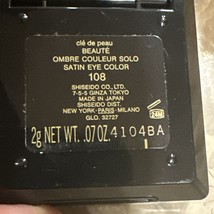 clé de peau
BEAUTÉ
OMBRE COULEUR SOLO
SATIN EYE COLOR
108
SHISEIDO CO., LTD.
7-5-5 GINZA TOKYO
MADE IN JAPAN
SHISEIDO DIST.
NEW YORK-PARIS-MILANO
GLO. 32727
24M
2g NET WT. .07 OZ. 4104BA